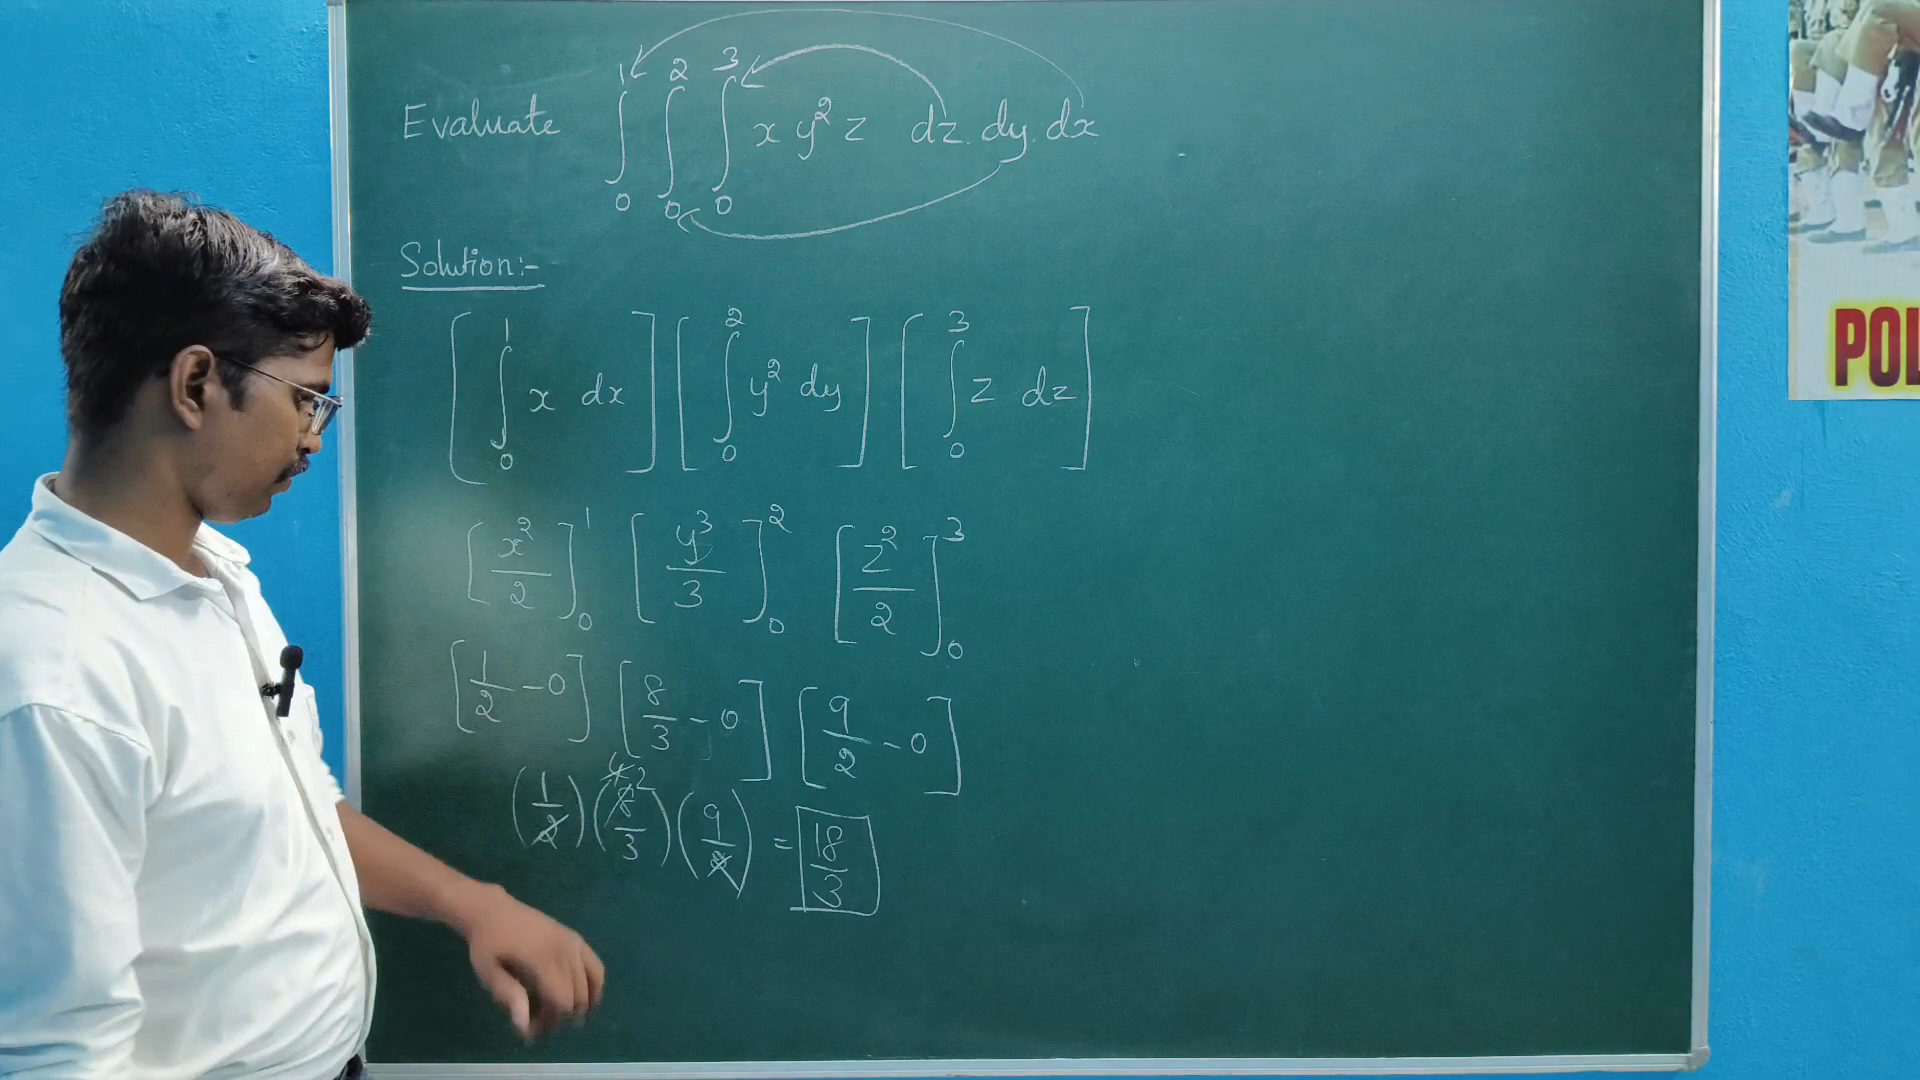 Evaluate ∫₀¹ ∫₀² ∫₀³ x y² z dz. dy. dx
Solution:-
[ ∫₀¹ x dx ] [ ∫₀² y² dy ] [ ∫₀³ z dz ]
[ x²/2 ]₀¹ [ y³/3 ]₀² [ z²/2 ]₀³
[ 1/2 - 0 ] [ 8/3 - 0 ] [ 9/2 - 0 ]
(1/2) (8/3) (9/2) = 18/3
4 2
POL